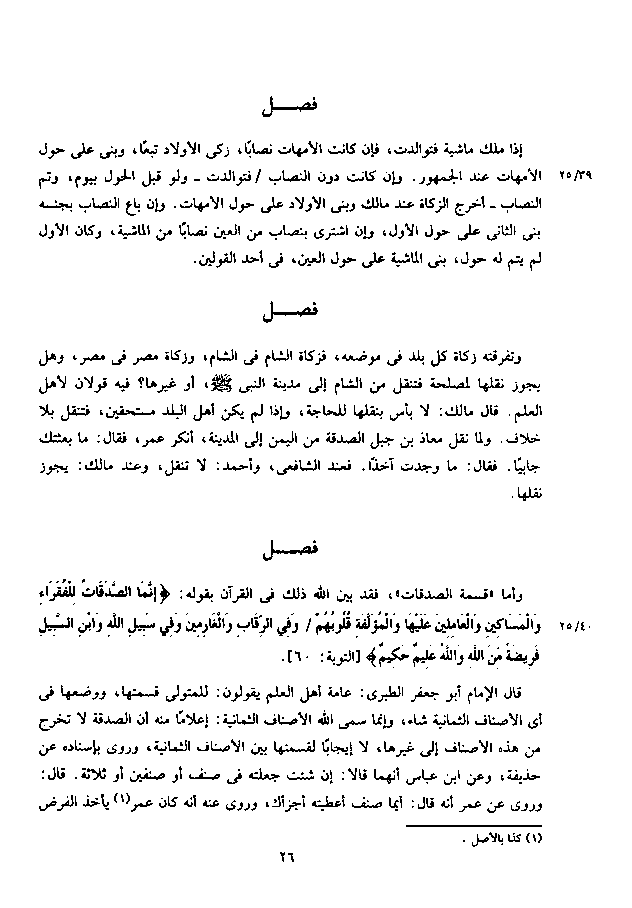 فصـــل
إذا ملك ماشية فتوالدت، فإن كانت الأمهات نصابًا، زكى الأولاد تبعًا، وبنى على حول
٢٥/٣٩ الأمهات عند الجمهور. وإن كانت دون النصاب / فتوالدت ـ ولو قبل الحول بيوم، وتم
النصاب ـ أخرج الزكاة عند مالك وبنى الأولاد على حول الأمهات. وإن باع النصاب بجنسه
بنى الثانى على حول الأول، وإن اشترى بنصاب من العين نصابًا من الماشية، وكان الأول
لم يتم له حول، بنى الماشية على حول العين، فى أحد القولين.
فصـــل
وتفرقته زكاة كل بلد فى موضعه، فزكاة الشام فى الشام، وزكاة مصر فى مصر، وهل
يجوز نقلها لمصلحة فتنقل من الشام إلى مدينة النبى ﷺ، أو غيرها؟ فيه قولان لأهل
العلم. قال مالك: لا بأس بنقلها للحاجة، وإذا لم يكن أهل البلد مستحقين، فتنقل بلا
خلاف. ولما نقل معاذ بن جبل الصدقة من اليمن إلى المدينة، أنكر عمر، فقال: ما بعثتك
جابيًا. فقال: ما وجدت آخذًا. فعند الشافعى، وأحمد: لا تنقل، وعند مالك: يجوز
نقلها.
فصـــل
وأما «قسمة الصدقات»، فقد بين الله ذلك فى القرآن بقوله: ﴿إِنَّمَا الصَّدَقَاتُ لِلْفُقَرَاءِ
٢٥/٤٠ وَالْمَسَاكِينِ وَالْعَامِلِينَ عَلَيْهَا وَالْمُؤَلَّفَةِ قُلُوبُهُمْ / وَفِي الرِّقَابِ وَالْغَارِمِينَ وَفِي سَبِيلِ اللَّهِ وَابْنِ السَّبِيلِ
فَرِيضَةً مِّنَ اللَّهِ وَاللَّهُ عَلِيمٌ حَكِيمٌ﴾ [التوبة: ٦٠].
قال الإمام أبو جعفر الطبرى: عامة أهل العلم يقولون: للمتولى قسمتها، ووضعها فى
أى الأصناف الثمانية شاء، وإنما سمى الله الأصناف الثمانية: إعلامًا منه أن الصدقة لا تخرج
من هذه الأصناف إلى غيرها، لا إيجابًا لقسمتها بين الأصناف الثمانية، وروى بإسناده عن
حذيفة، وعن ابن عباس أنهما قالا: إن شئت جعلته فى صنف أو صنفين أو ثلاثة. قال:
وروى عن عمر أنه قال: أيما صنف أعطيته أجزأك، وروى عنه أنه كان عمر(١) يأخذ الفرض
(١) كذا بالأصل .
٢٦